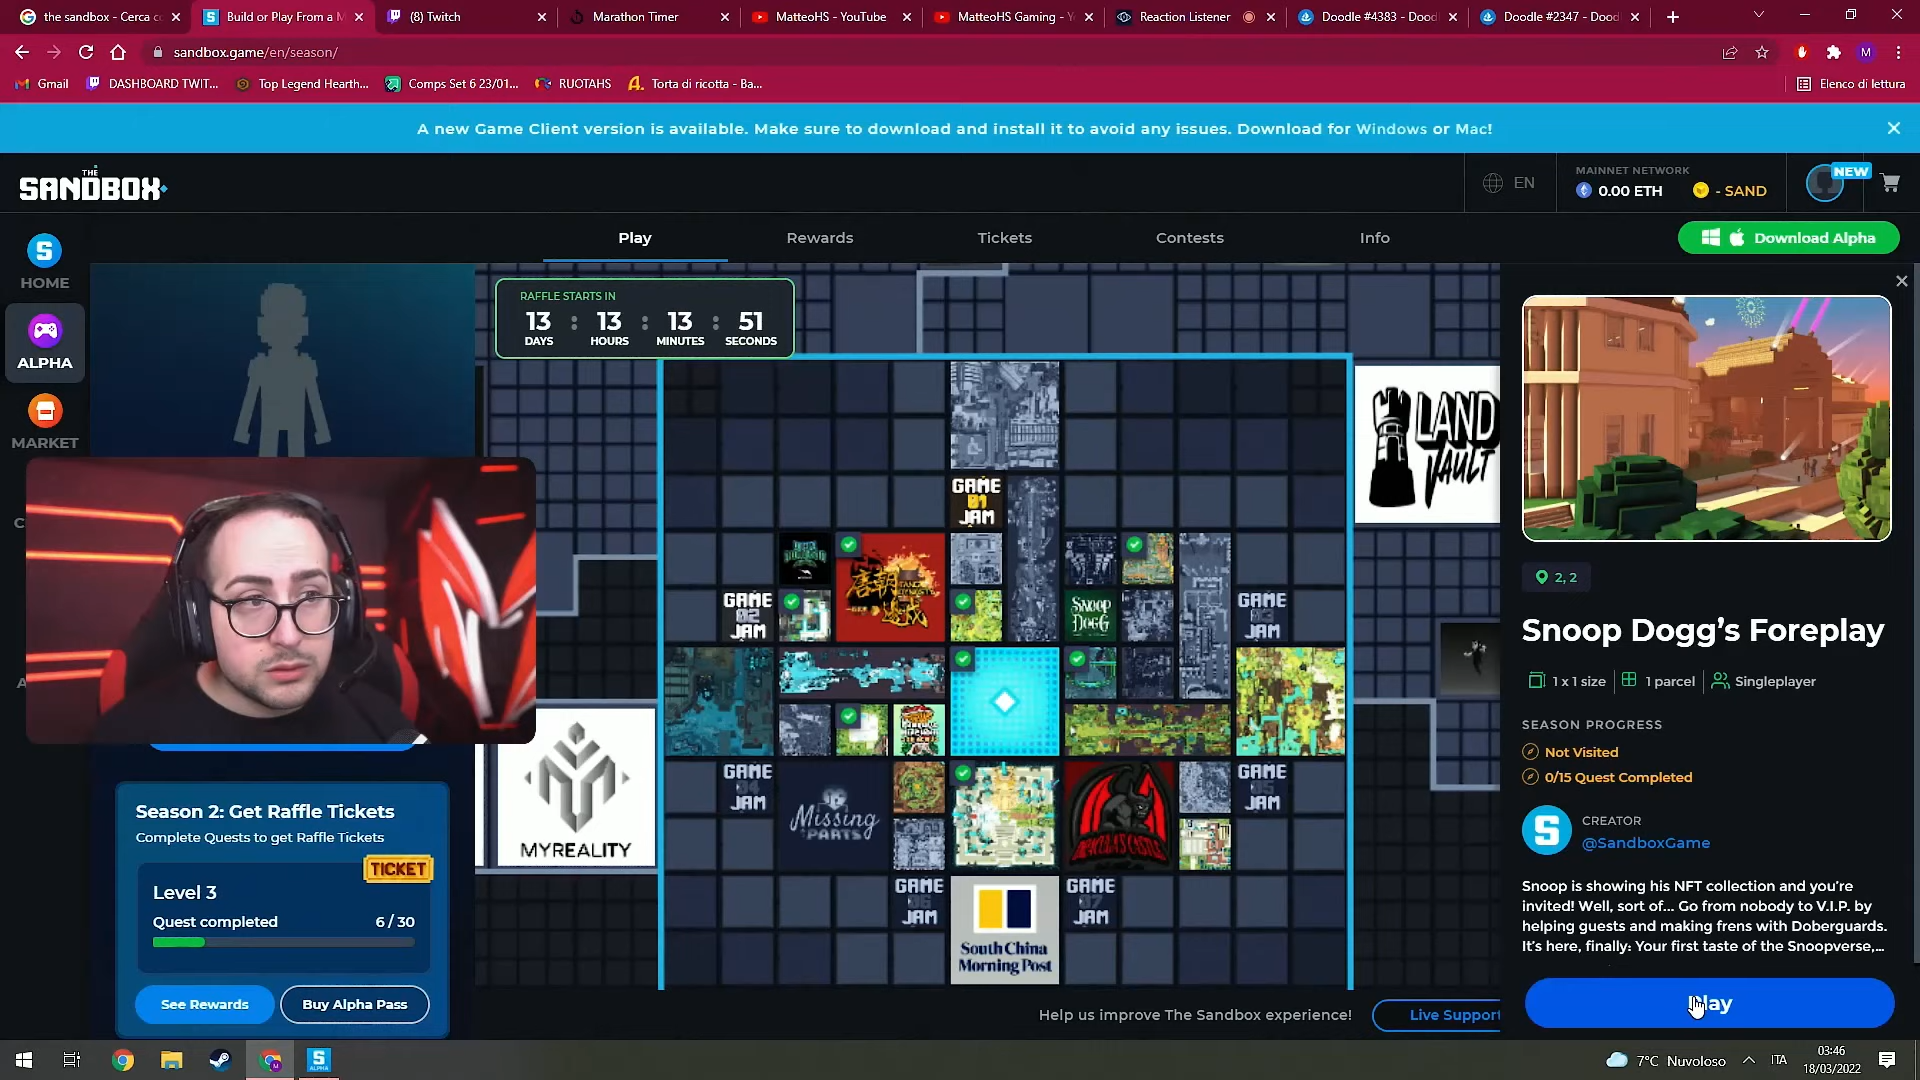 the sandbox - Cerca c
Build or Play From a M
(8) Twitch
Marathon Timer
MatteoHS - YouTube
MatteoHS Gaming - Y
Reaction Listener
Doodle #4383 - Dood
Doodle #2347 - Dood
sandbox.game/en/season/
Gmail
DASHBOARD TWIT...
Top Legend Hearth...
Comps Set 6 23/01...
RUOTAHS
Torta di ricotta - Ba...
Elenco di lettura
A new Game Client version is available. Make sure to download and install it to avoid any issues. Download for Windows or Mac!
THE
SANDBOX
EN
MAINNET NETWORK
0.00 ETH
- SAND
NEW
Play
Rewards
Tickets
Contests
Info
Download Alpha
S
HOME
ALPHA
MARKET
RAFFLE STARTS IN
13 : 13 : 13 : 51
DAYS HOURS MINUTES SECONDS
LAND
VAULT
GAME
01
JAM
GAME
02
JAM
SNOOP
DOGG
GAME
03
JAM
GAME
04
JAM
Missing
PARTS
DRACULA'S CASTLE
GAME
05
JAM
MYREALITY
GAME
06
JAM
GAME
07
JAM
South China
Morning Post
Season 2: Get Raffle Tickets
Complete Quests to get Raffle Tickets
TICKET
Level 3
Quest completed
6 / 30
See Rewards
Buy Alpha Pass
Help us improve The Sandbox experience!
Live Support
2, 2
Snoop Dogg's Foreplay
1 x 1 size
1 parcel
Singleplayer
SEASON PROGRESS
Not Visited
0/15 Quest Completed
S
CREATOR
@SandboxGame
Snoop is showing his NFT collection and you're
invited! Well, sort of... Go from nobody to V.I.P. by
helping guests and making frens with Doberguards.
It's here, finally: Your first taste of the Snoopverse,...
Play
7°C Nuvoloso
ITA
03:46
18/03/2022